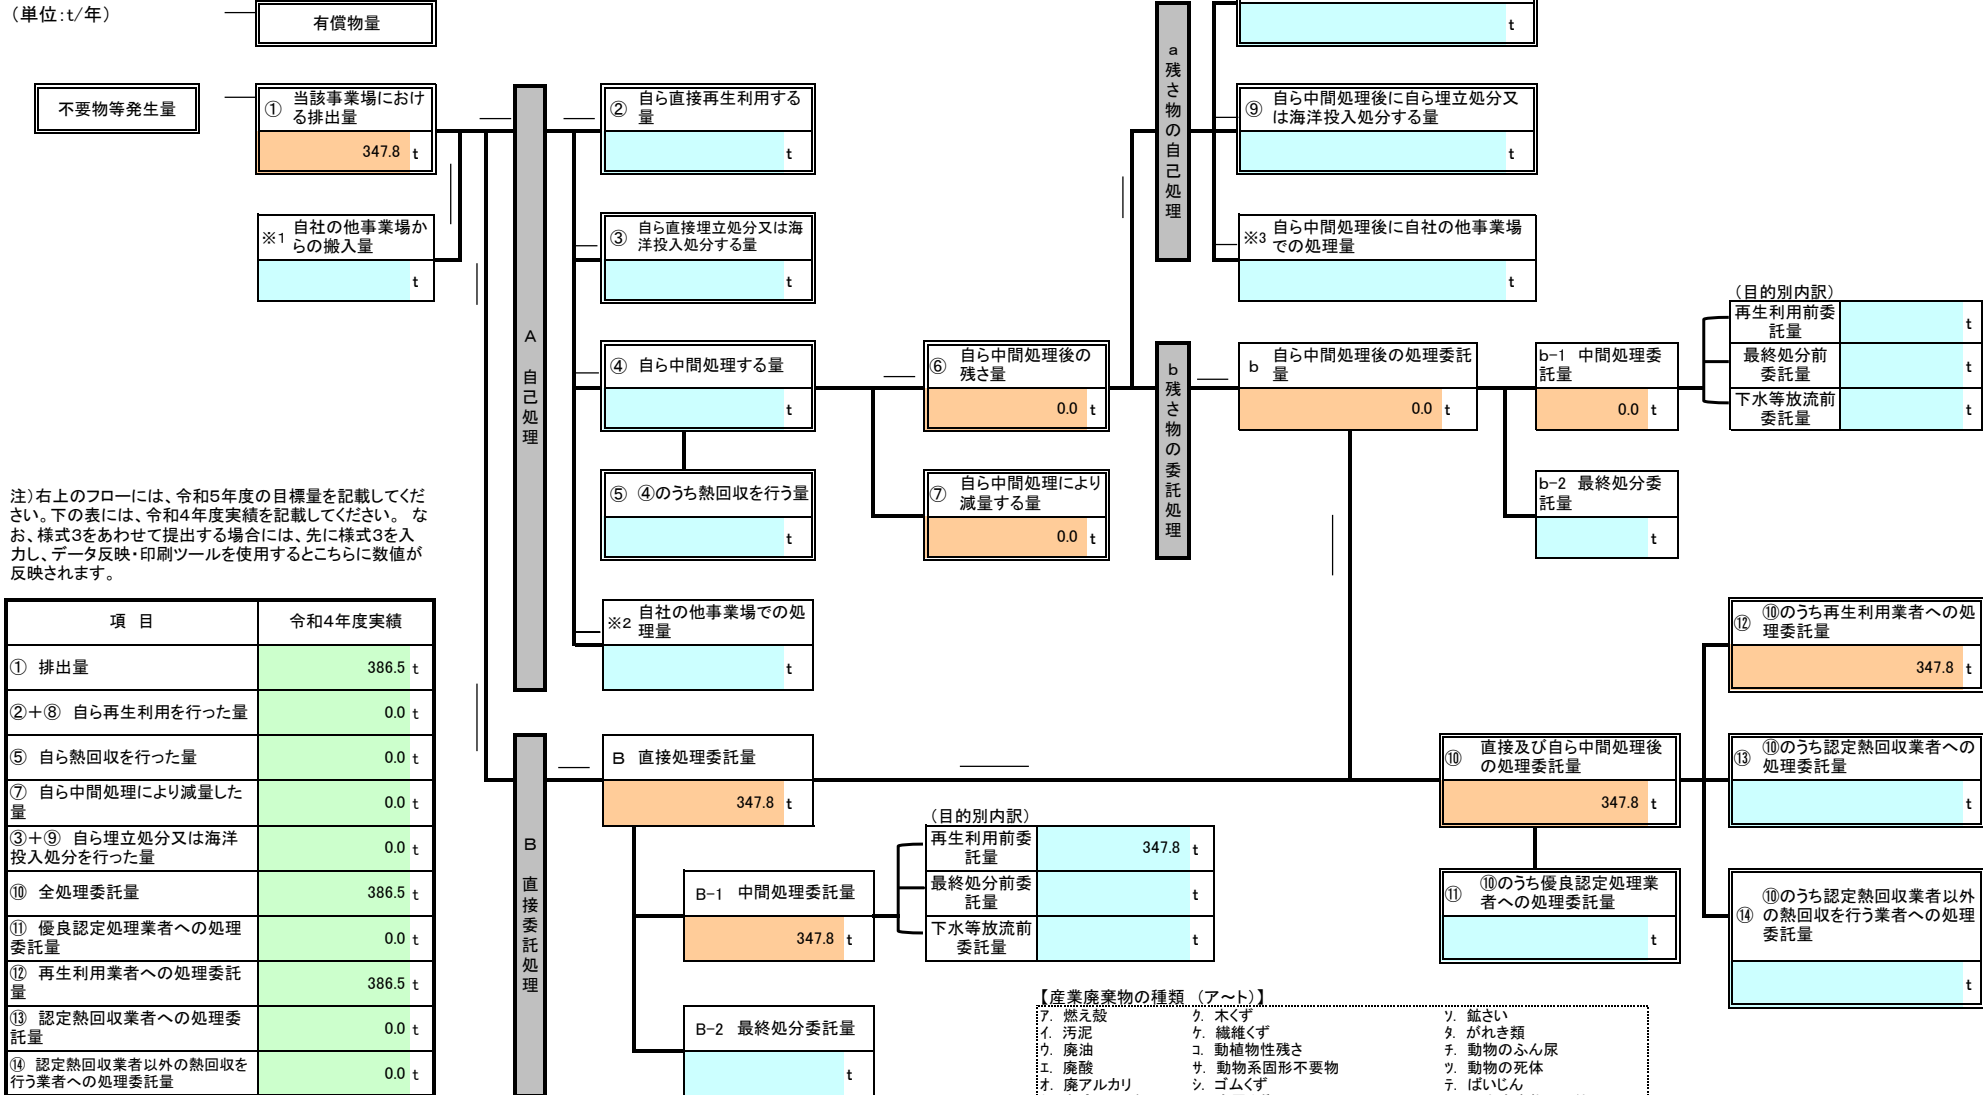 （単位:t/年）
有償物量
t
不要物等発生量
① 当該事業場におけ
る排出量
347.8 t
※1 自社の他事業場か
らの搬入量
t
A 自己処理
② 自ら直接再生利用する
量
t
③ 自ら直接埋立処分又は海
洋投入処分する量
t
④ 自ら中間処理する量
t
⑤ ④のうち熱回収を行う量
t
※2 自社の他事業場での処
理量
t
⑥ 自ら中間処理後の
残さ量
0.0 t
⑦ 自ら中間処理により
減量する量
0.0 t
a 残さ物の自己処理
⑨ 自ら中間処理後に自ら埋立処分又
は海洋投入処分する量
t
※3 自ら中間処理後に自社の他事業場
での処理量
t
b 残さ物の委託処理
b 自ら中間処理後の処理委託
量
0.0 t
b-1 中間処理委
託量
0.0 t
b-2 最終処分委
託量
t
（目的別内訳）
再生利用前委
託量
t
最終処分前
委託量
t
下水等放流前
委託量
t
注）右上のフローには、令和5年度の目標量を記載してくだ
さい。下の表には、令和4年度実績を記載してください。 な
お、様式3をあわせて提出する場合には、先に様式3を入
力し、データ反映・印刷ツールを使用するとこちらに数値が
反映されます。
項 目 令和4年度実績
① 排出量 386.5 t
②+⑧ 自ら再生利用を行った量 0.0 t
⑤ 自ら熱回収を行った量 0.0 t
⑦ 自ら中間処理により減量した
量 0.0 t
③+⑨ 自ら埋立処分又は海洋
投入処分を行った量 0.0 t
⑩ 全処理委託量 386.5 t
⑪ 優良認定処理業者への処理
委託量 0.0 t
⑫ 再生利用業者への処理委託
量 386.5 t
⑬ 認定熱回収業者への処理委
託量 0.0 t
⑭ 認定熱回収業者以外の熱回収を
行う業者への処理委託量 0.0 t
B 直接委託処理
B 直接処理委託量
347.8 t
B-1 中間処理委託量
347.8 t
B-2 最終処分委託量
t
（目的別内訳）
再生利用前委
託量
347.8 t
最終処分前委
託量
t
下水等放流前
委託量
t
⑩ 直接及び自ら中間処理後
の処理委託量
347.8 t
⑪ ⑩のうち優良認定処理業
者への処理委託量
t
⑫ ⑩のうち再生利用業者への処
理委託量
347.8 t
⑬ ⑩のうち認定熱回収業者への
処理委託量
t
⑭ ⑩のうち認定熱回収業者以外
の熱回収を行う業者への処理
委託量
t
【産業廃棄物の種類 （ア～ト）】
ア. 燃え殻 ク. 木くず ソ. 鉱さい
イ. 汚泥 ケ. 繊維くず タ. がれき類
ウ. 廃油 コ. 動植物性残さ チ. 動物のふん尿
エ. 廃酸 サ. 動物系固形不要物 ツ. 動物の死体
オ. 廃アルカリ シ. ゴムくず テ. ばいじん